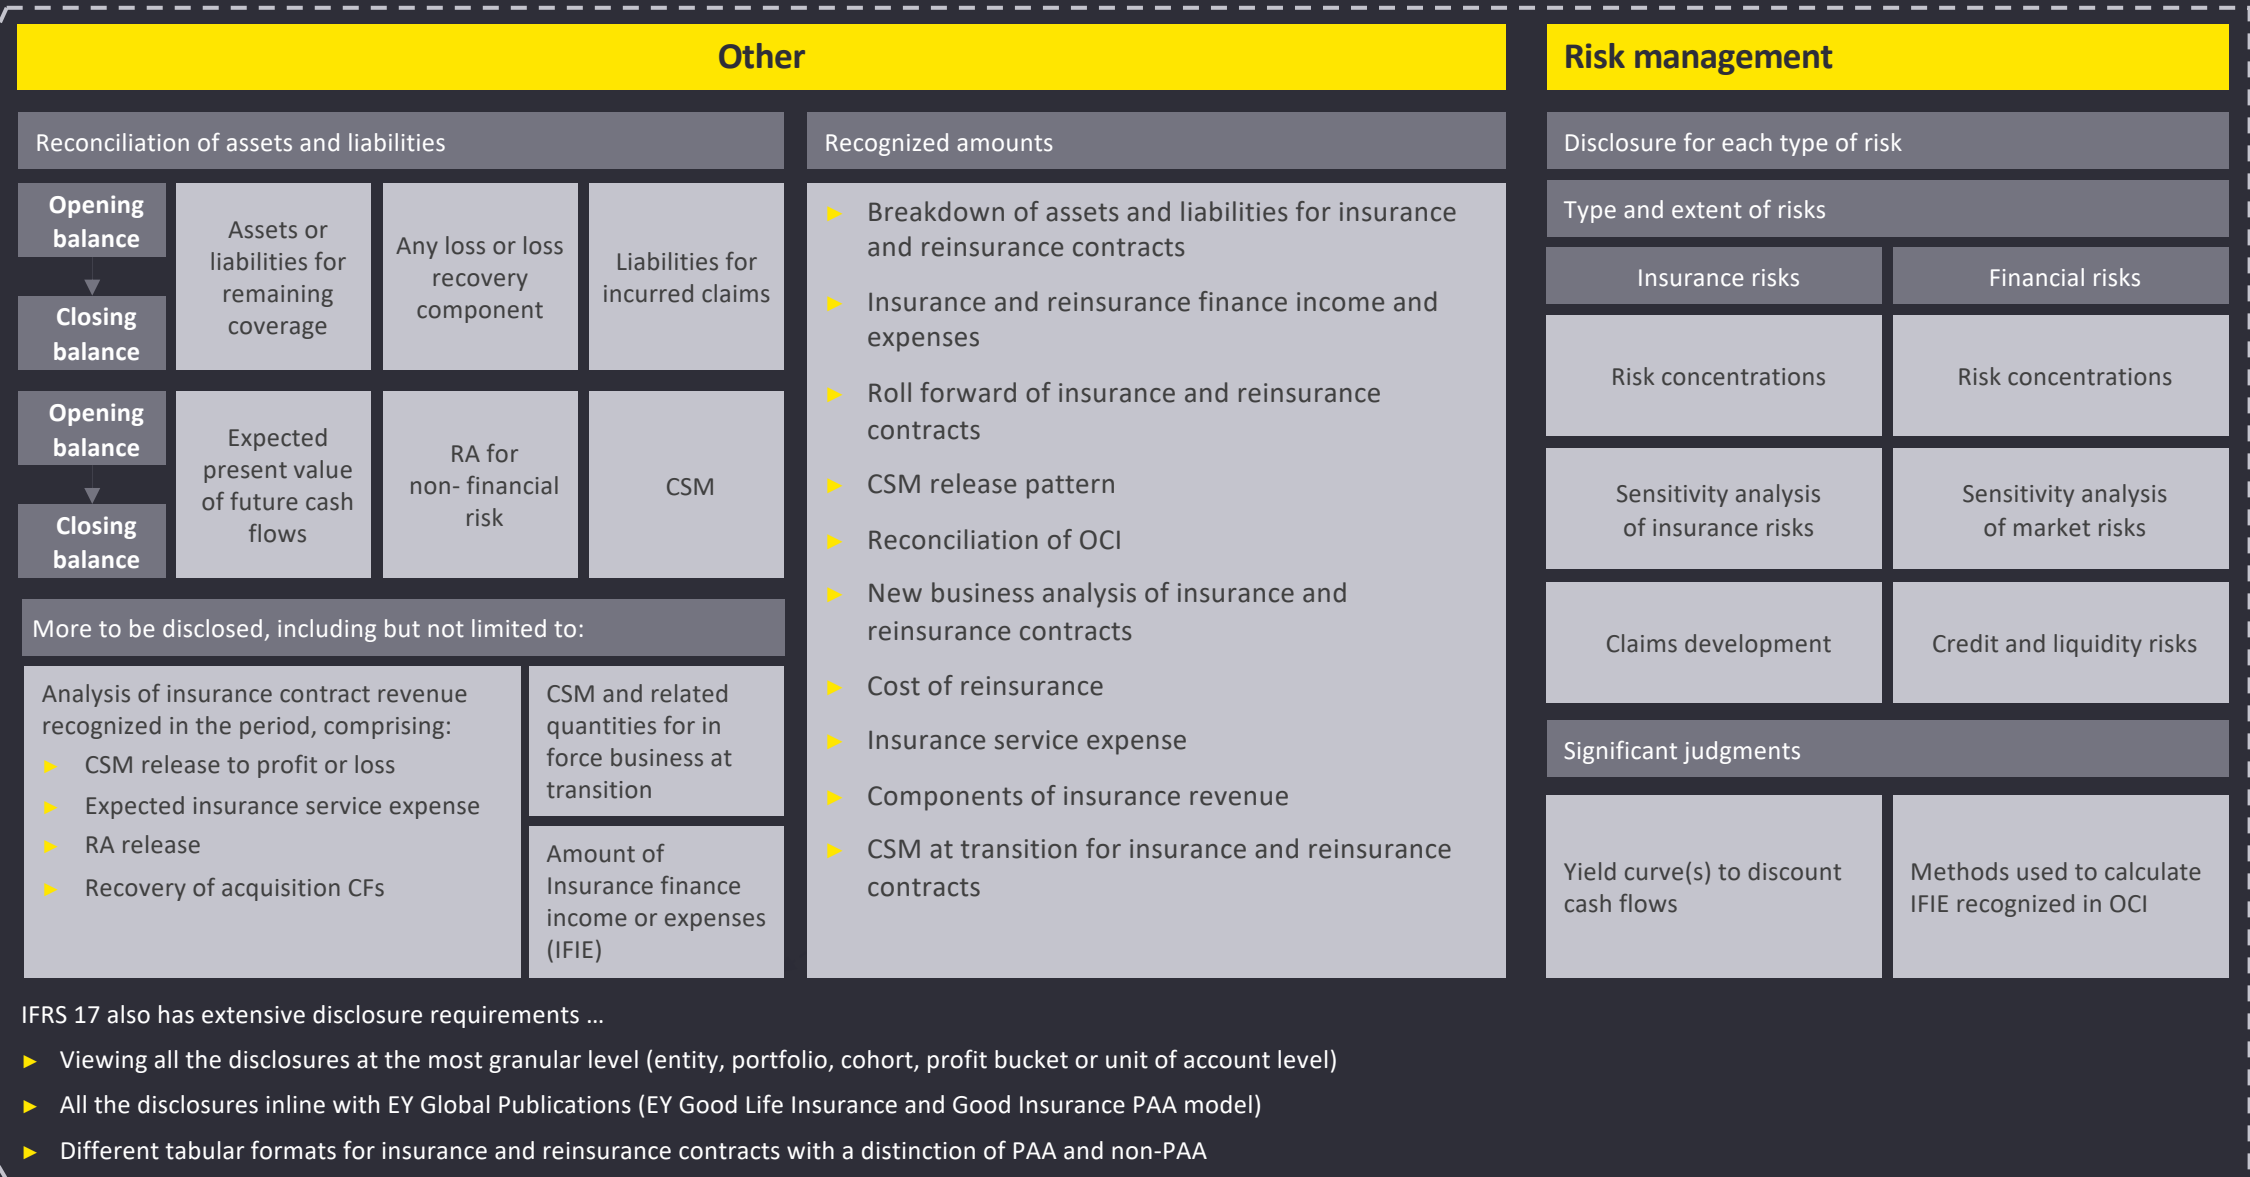 Other
Reconciliation of assets and liabilities
Opening
balance
Closing
balance
Assets or
liabilities for
remaining
coverage
Any loss or loss
recovery
component
Liabilities for
incurred claims
Opening
balance
Closing
balance
Expected
present value
of future cash
flows
RA for
non- financial
risk
CSM
More to be disclosed, including but not limited to:
Analysis of insurance contract revenue
recognized in the period, comprising:
► CSM release to profit or loss
► Expected insurance service expense
► RA release
► Recovery of acquisition CFs
CSM and related
quantities for in
force business at
transition
Amount of
Insurance finance
income or expenses
(IFIE)
Recognized amounts
► Breakdown of assets and liabilities for insurance
and reinsurance contracts
► Insurance and reinsurance finance income and
expenses
► Roll forward of insurance and reinsurance
contracts
► CSM release pattern
► Reconciliation of OCI
► New business analysis of insurance and
reinsurance contracts
► Cost of reinsurance
► Insurance service expense
► Components of insurance revenue
► CSM at transition for insurance and reinsurance
contracts
Risk management
Disclosure for each type of risk
Type and extent of risks
Insurance risks
Financial risks
Risk concentrations
Risk concentrations
Sensitivity analysis
of insurance risks
Sensitivity analysis
of market risks
Claims development
Credit and liquidity risks
Significant judgments
Yield curve(s) to discount
cash flows
Methods used to calculate
IFIE recognized in OCI
IFRS 17 also has extensive disclosure requirements …
► Viewing all the disclosures at the most granular level (entity, portfolio, cohort, profit bucket or unit of account level)
► All the disclosures inline with EY Global Publications (EY Good Life Insurance and Good Insurance PAA model)
► Different tabular formats for insurance and reinsurance contracts with a distinction of PAA and non-PAA